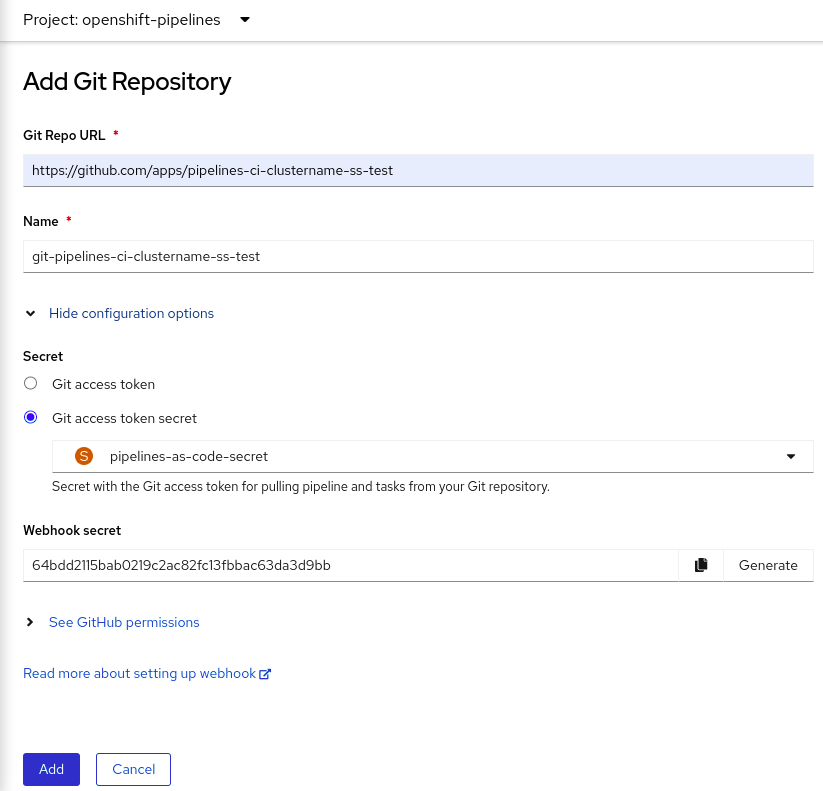 Project: openshift-pipelines
Add Git Repository
Git Repo URL *
https://github.com/apps/pipelines-ci-clustername-ss-test
Name *
git-pipelines-ci-clustername-ss-test
Hide configuration options
Secret
Git access token
Git access token secret
S pipelines-as-code-secret
Secret with the Git access token for pulling pipeline and tasks from your Git repository.
Webhook secret
64bdd2115bab0219c2ac82fc13fbbac63da3d9bb Generate
See GitHub permissions
Read more about setting up webhook
Add Cancel